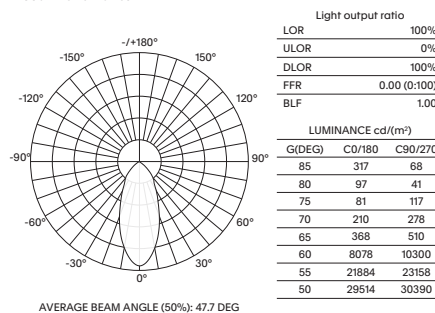 -/+180°
-150°
150°
-120°
120°
-90°
90°
-60°
60°
-30°
30°
0°
AVERAGE BEAM ANGLE (50%): 47.7 DEG
Light output ratio
LOR 100%
ULOR 0%
DLOR 100%
FFR 0.00 (0:100)
BLF 1.00
LUMINANCE cd/(m²)
G(DEG) C0/180 C90/270
85 317 68
80 97 41
75 81 117
70 210 278
65 368 510
60 8078 10300
55 21884 23158
50 29514 30390